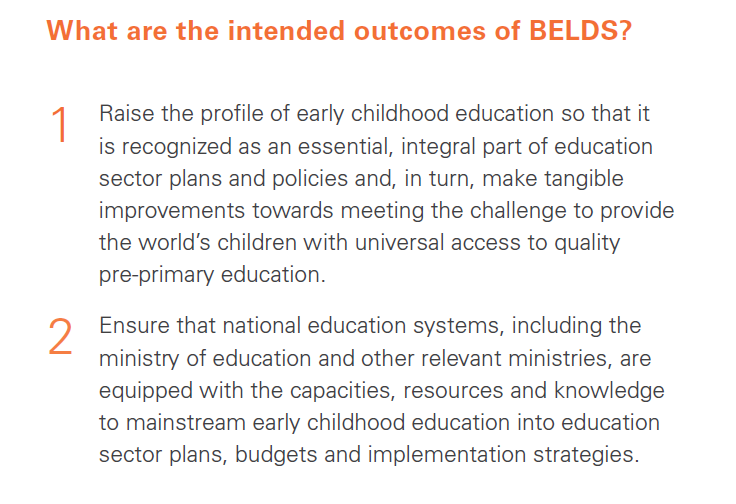 What are the intended outcomes of BELDS?
1
Raise the profile of early childhood education so that it
is recognized as an essential, integral part of education
sector plans and policies and, in turn, make tangible
improvements towards meeting the challenge to provide
the world’s children with universal access to quality
pre-primary education.
2
Ensure that national education systems, including the
ministry of education and other relevant ministries, are
equipped with the capacities, resources and knowledge
to mainstream early childhood education into education
sector plans, budgets and implementation strategies.